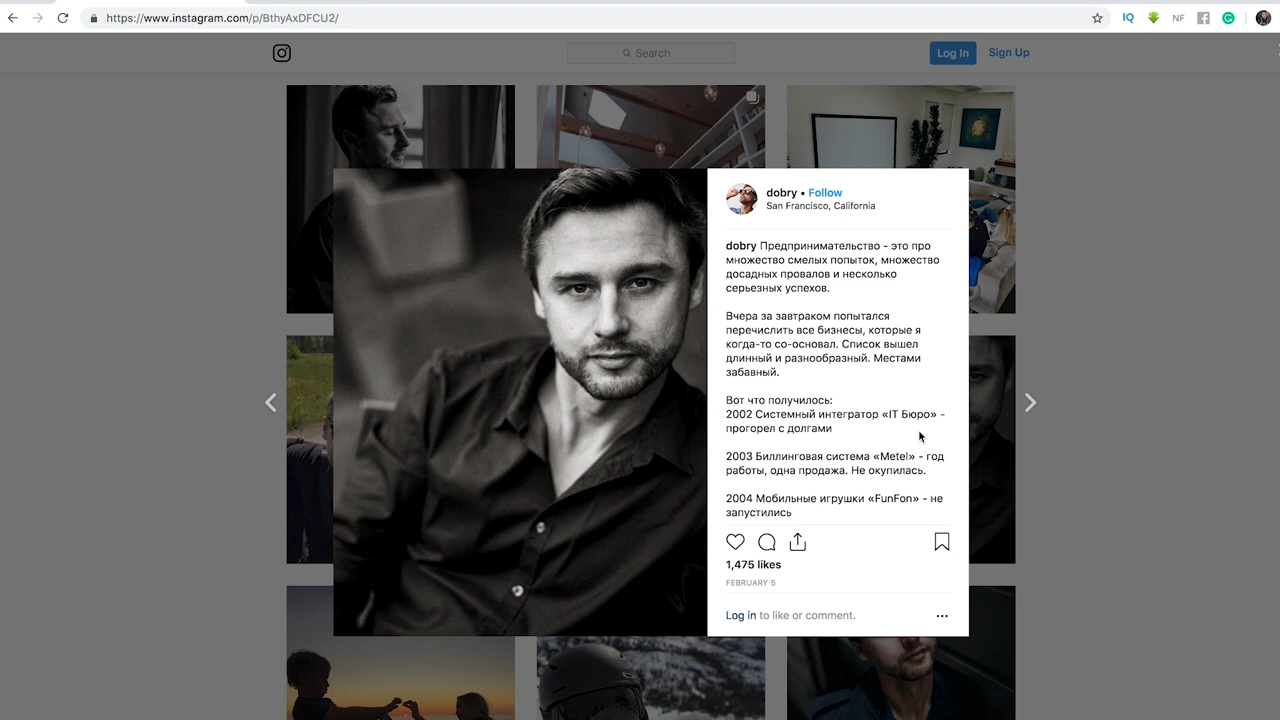 https://www.instagram.com/p/BthyAxDFCU2/
IQ
NF
Search
Log In
Sign Up
dobry • Follow
San Francisco, California
dobry Предпринимательство - это про
множество смелых попыток, множество
досадных провалов и несколько
серьезных успехов.
Вчера за завтраком попытался
перечислить все бизнесы, которые я
когда-то со-основал. Список вышел
длинный и разнообразный. Местами
забавный.
Вот что получилось:
2002 Системный интегратор «IT Бюро» -
прогорел с долгами
2003 Биллинговая система «Metel» - год
работы, одна продажа. Не окупилась.
2004 Мобильные игрушки «FunFon» - не
запустились
1,475 likes
FEBRUARY 5
Log in to like or comment.